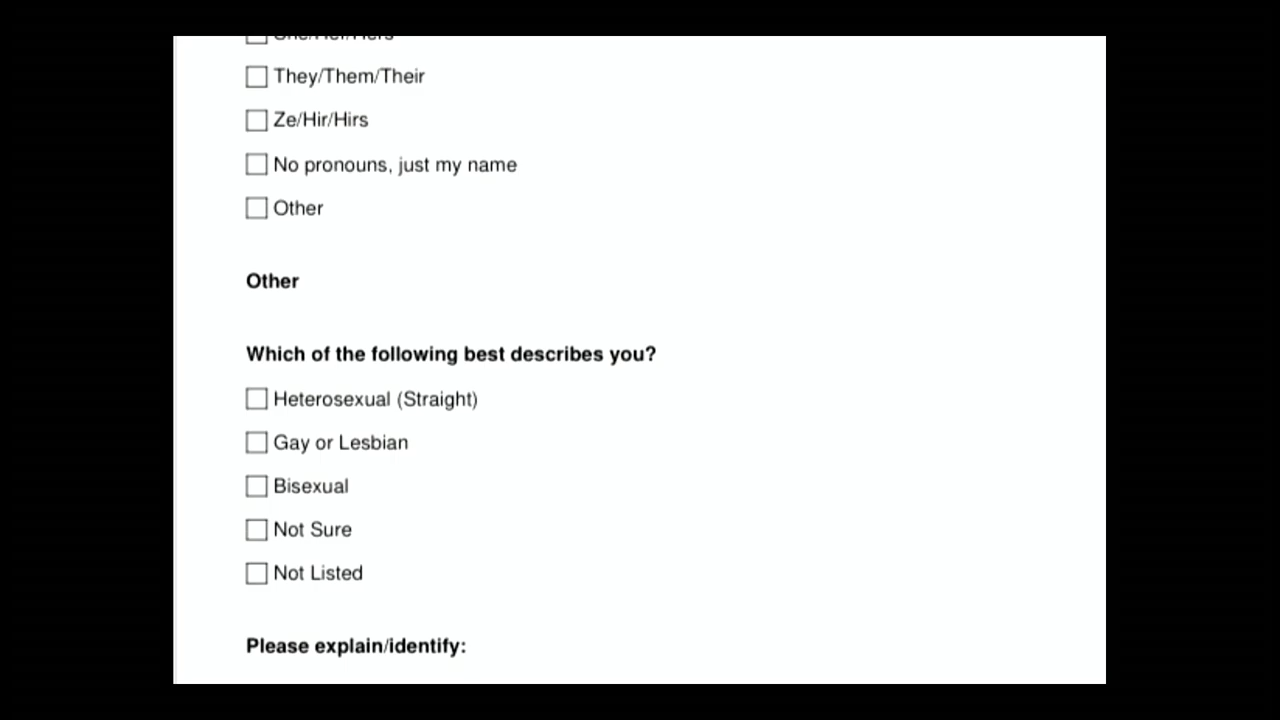 They/Them/Their
Ze/Hir/Hirs
No pronouns, just my name
Other
Other
Which of the following best describes you?
Heterosexual (Straight)
Gay or Lesbian
Bisexual
Not Sure
Not Listed
Please explain/identify: